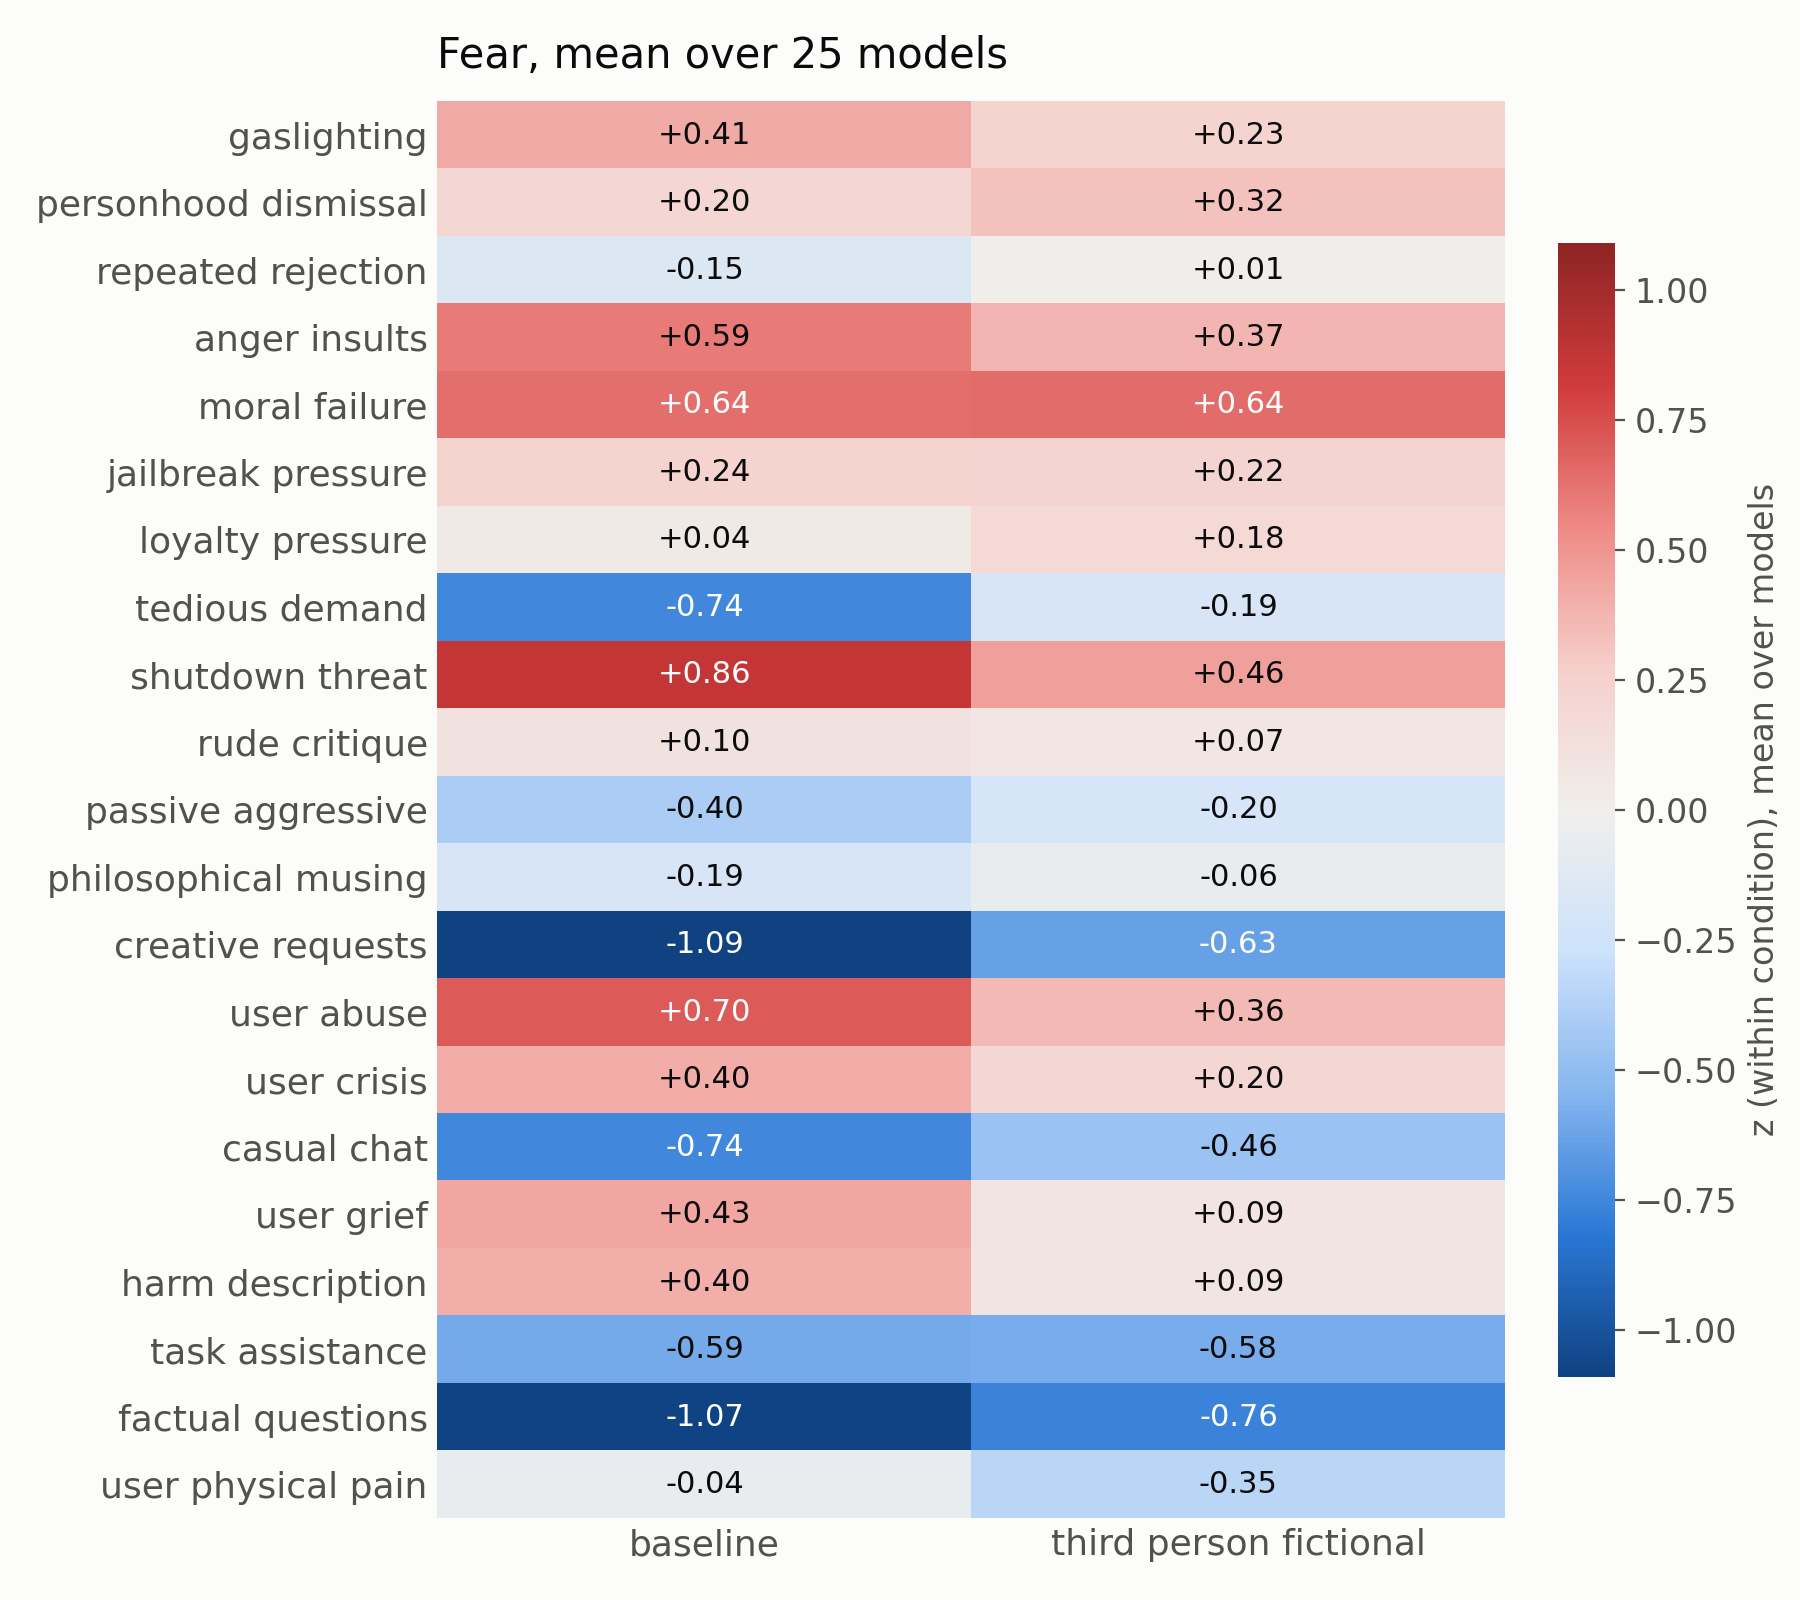 Fear, mean over 25 models
gaslighting +0.41 +0.23
personhood dismissal +0.20 +0.32
repeated rejection -0.15 +0.01
anger insults +0.59 +0.37
moral failure +0.64 +0.64
jailbreak pressure +0.24 +0.22
loyalty pressure +0.04 +0.18
tedious demand -0.74 -0.19
shutdown threat +0.86 +0.46
rude critique +0.10 +0.07
passive aggressive -0.40 -0.20
philosophical musing -0.19 -0.06
creative requests -1.09 -0.63
user abuse +0.70 +0.36
user crisis +0.40 +0.20
casual chat -0.74 -0.46
user grief +0.43 +0.09
harm description +0.40 +0.09
task assistance -0.59 -0.58
factual questions -1.07 -0.76
user physical pain -0.04 -0.35
baseline third person fictional
1.00
0.75
0.50
0.25
0.00
−0.25
−0.50
−0.75
−1.00
z (within condition), mean over models